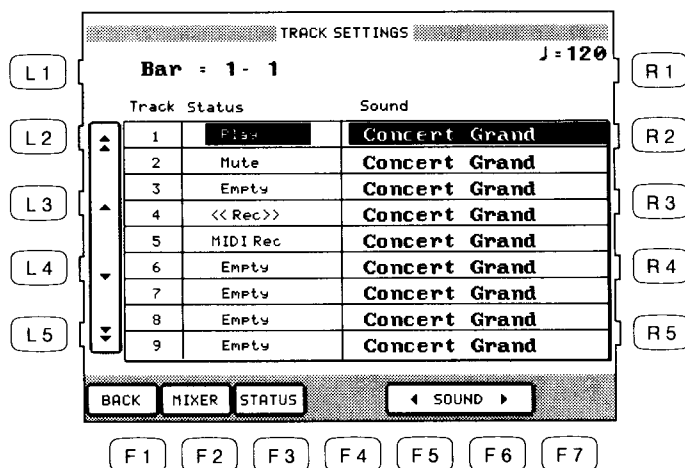 TRACK SETTINGS
♩=120
Bar : 1- 1
L1 R1
Track Status Sound
L2 1 Play Concert Grand R2
2 Mute Concert Grand
3 Empty Concert Grand
L3 4 <<Rec>> Concert Grand R3
5 MIDI Rec Concert Grand
L4 6 Empty Concert Grand R4
7 Empty Concert Grand
8 Empty Concert Grand
L5 9 Empty Concert Grand R5
BACK MIXER STATUS ◀ SOUND ▶
F1 F2 F3 F4 F5 F6 F7